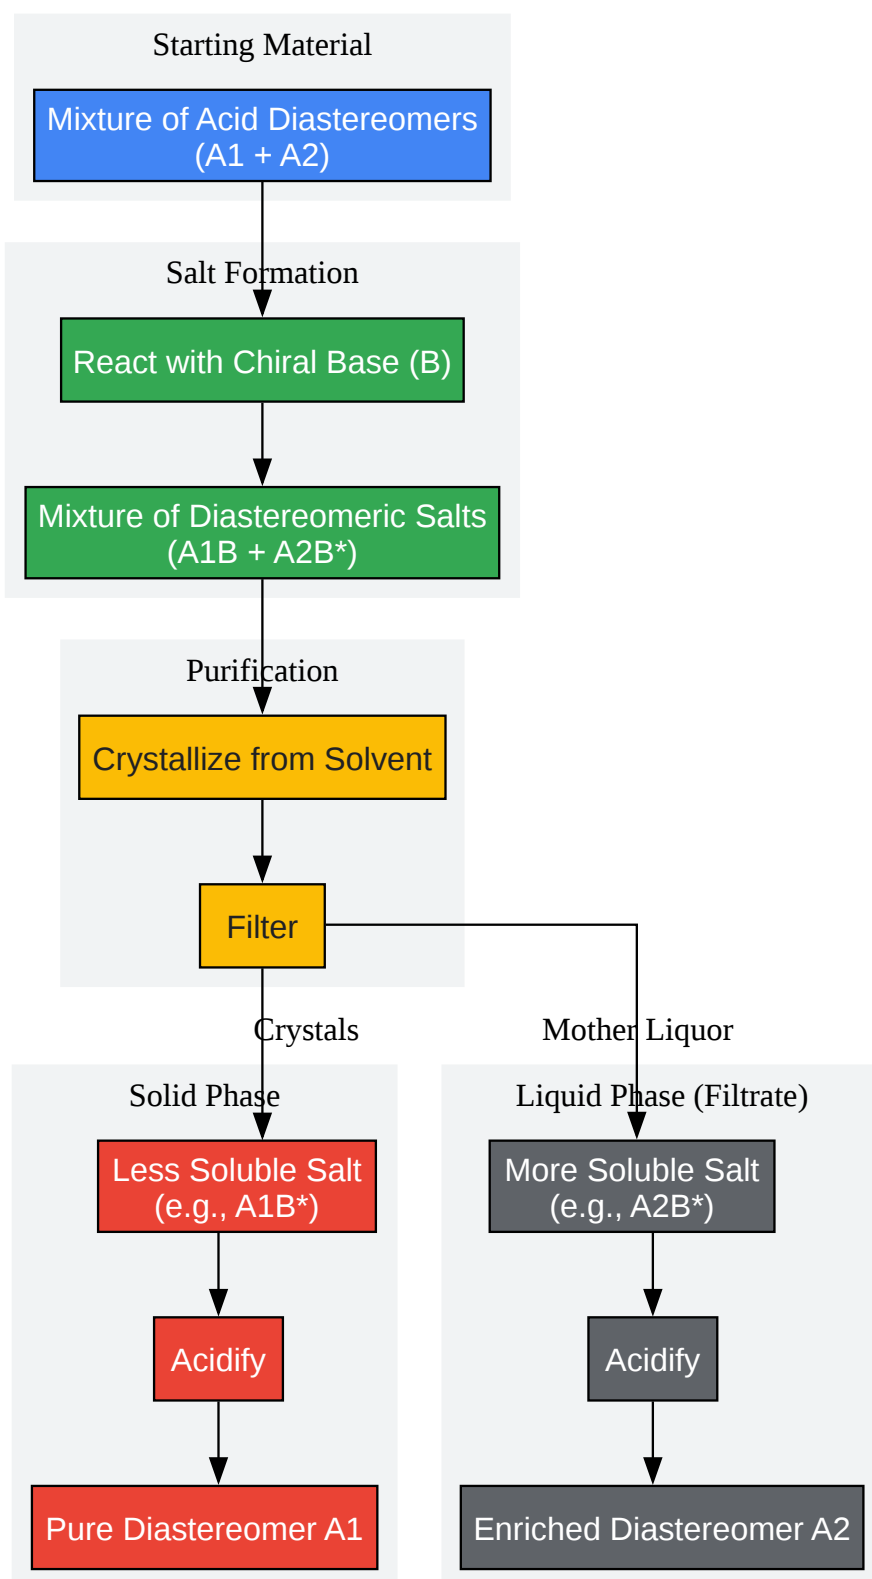 Starting Material
Mixture of Acid Diastereomers
(A1 + A2)
Salt Formation
React with Chiral Base (B)
Mixture of Diastereomeric Salts
(A1B + A2B*)
Purification
Crystallize from Solvent
Filter
Crystals
Mother Liquor
Solid Phase
Less Soluble Salt
(e.g., A1B*)
Acidify
Pure Diastereomer A1
Liquid Phase (Filtrate)
More Soluble Salt
(e.g., A2B*)
Acidify
Enriched Diastereomer A2